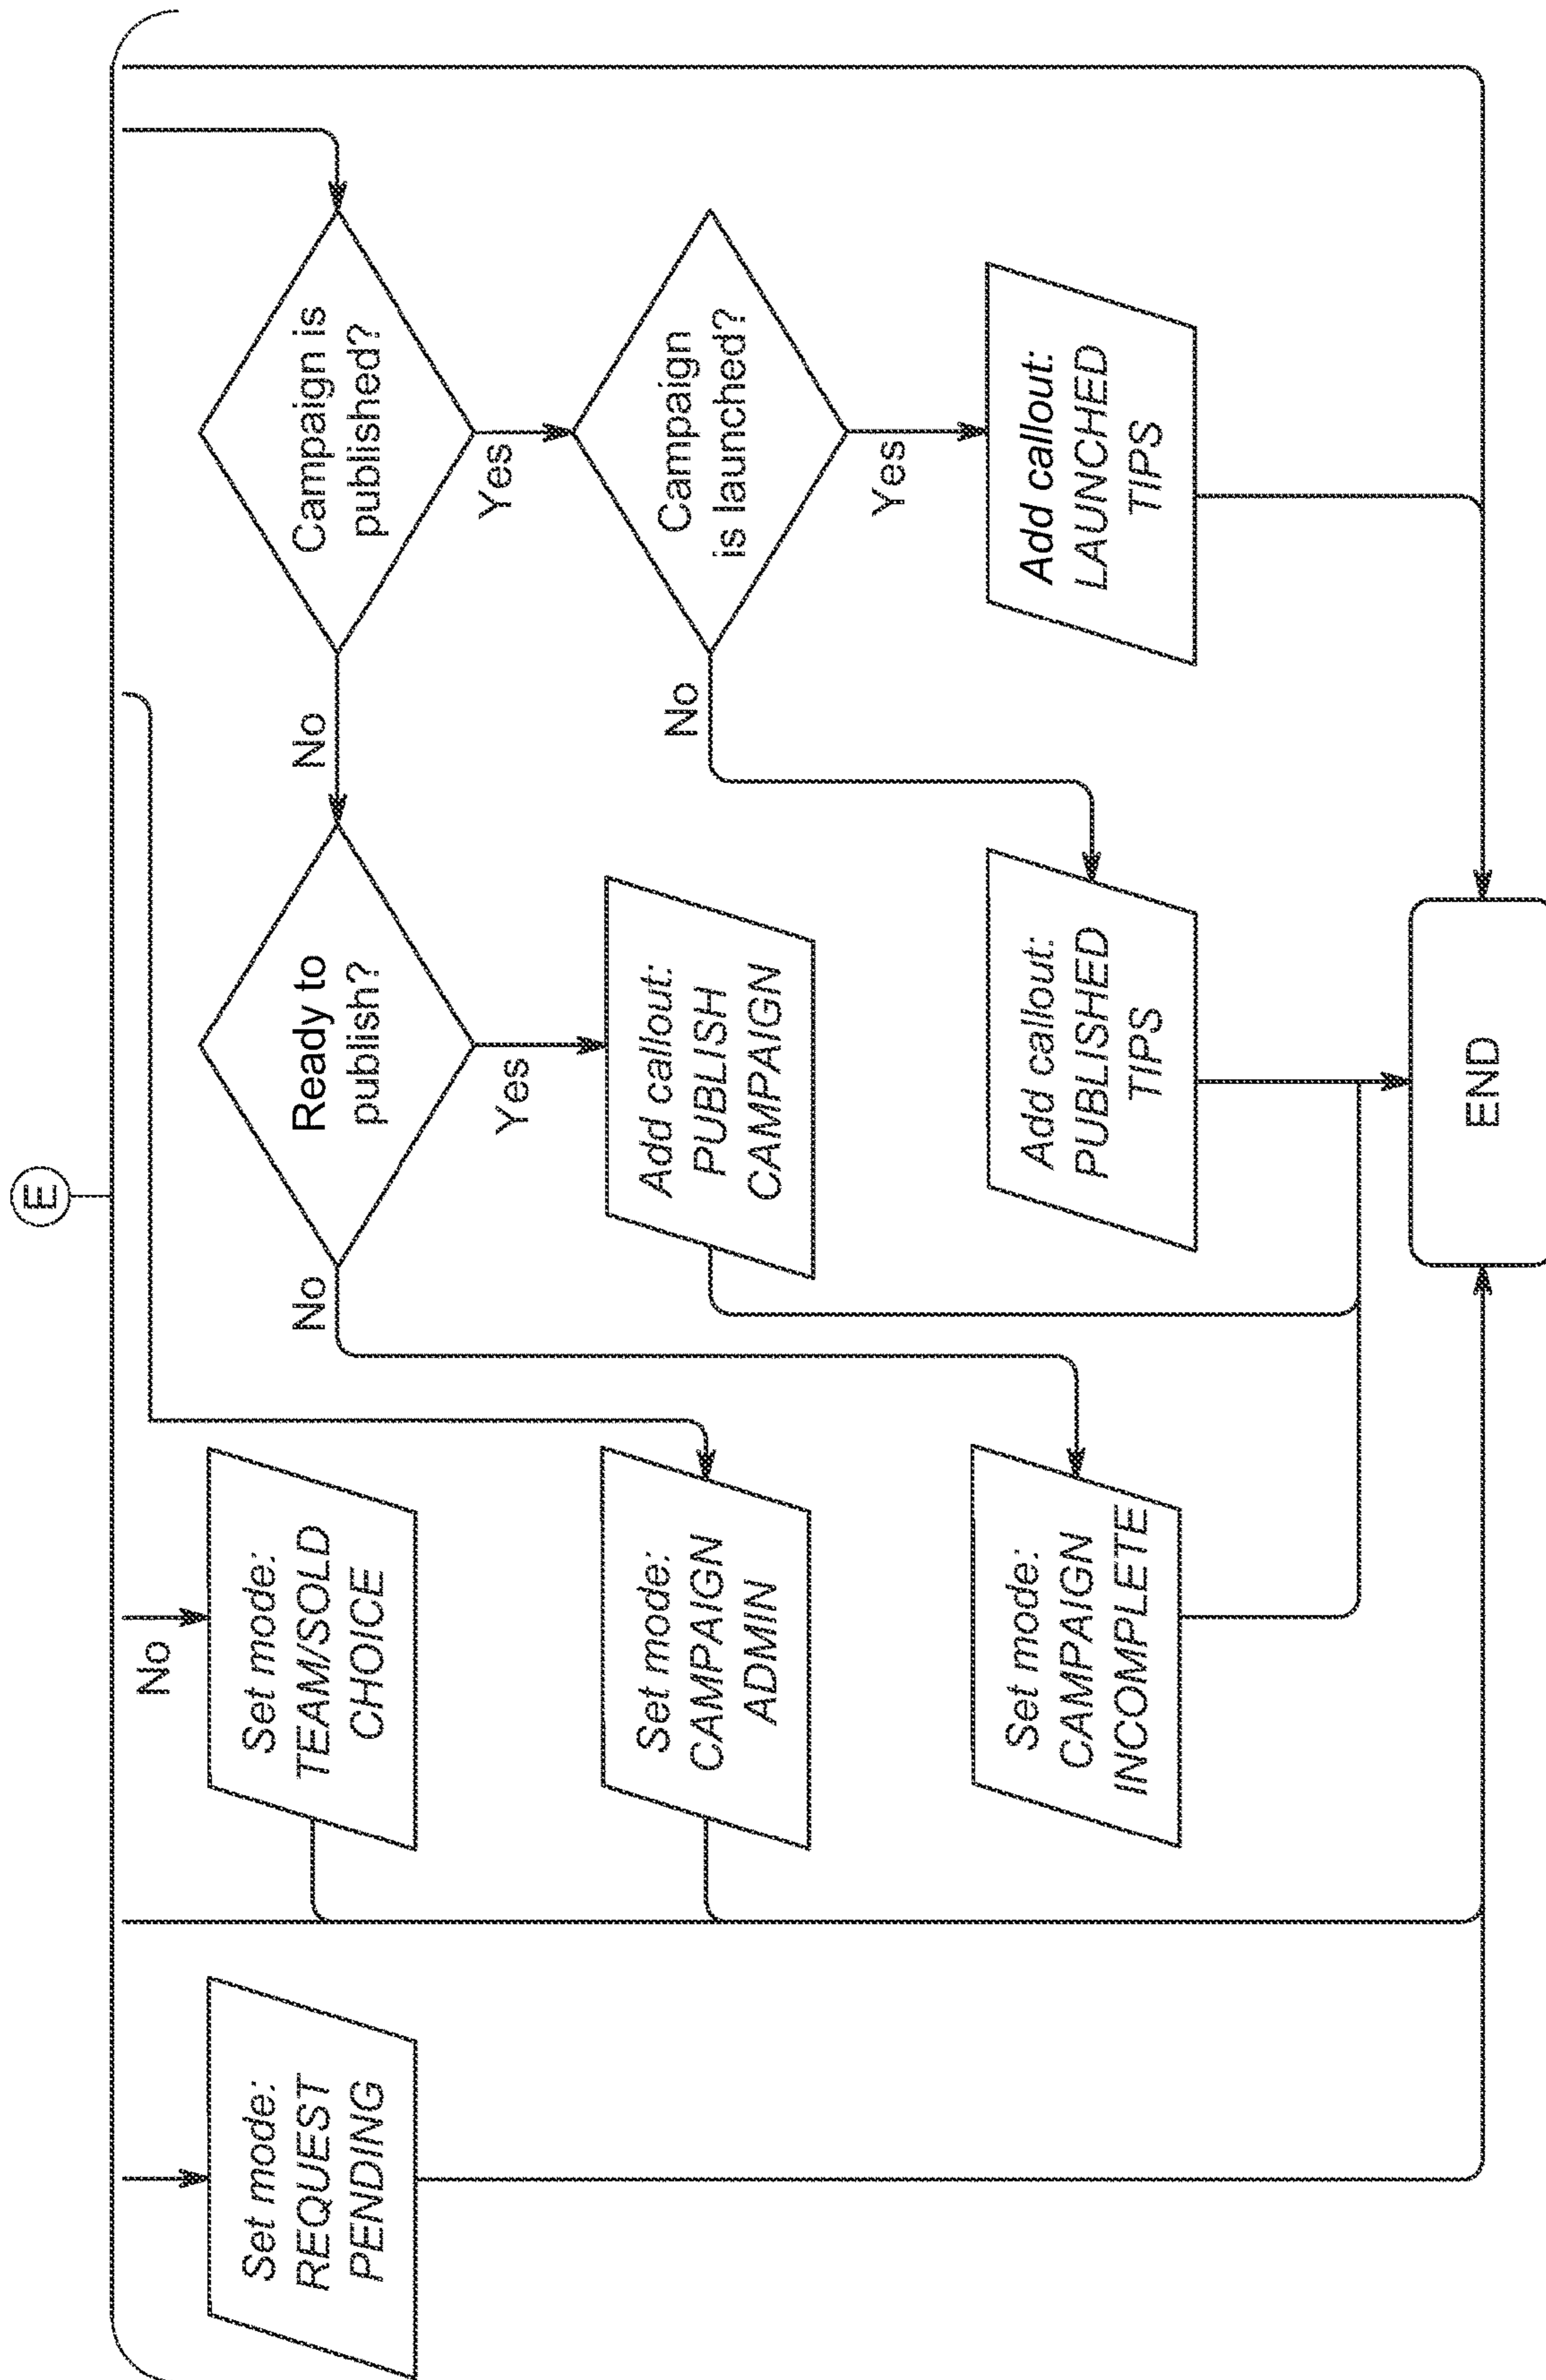 E
No
Set mode:
REQUEST
PENDING
Set mode:
TEAM/SOLD
CHOICE
Set mode:
CAMPAIGN
ADMIN
Set mode:
CAMPAIGN
INCOMPLETE
No
Ready to
publish?
Yes
Add callout:
PUBLISH
CAMPAIGN
No
Campaign is
published?
Yes
Campaign
is launched?
No
Yes
Add callout:
PUBLISHED
TIPS
Add callout:
LAUNCHED
TIPS
END